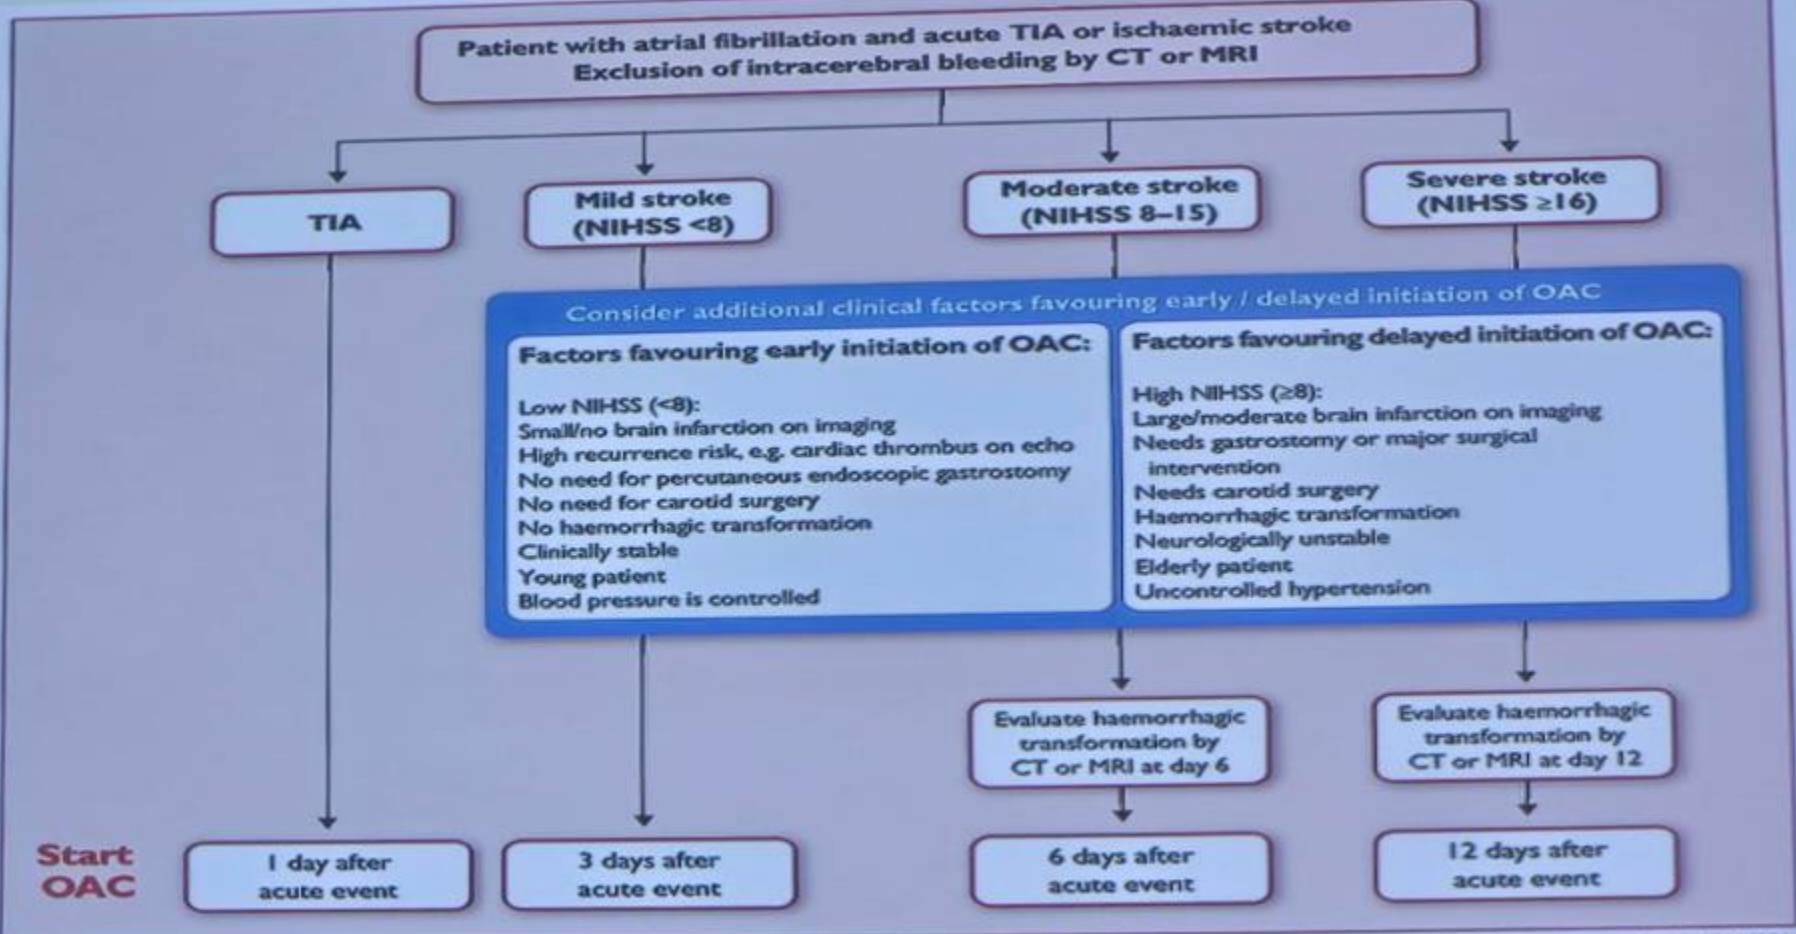 Patient with atrial fibrillation and acute TIA or ischaemic stroke
Exclusion of intracerebral bleeding by CT or MRI
TIA
Mild stroke
(NIHSS <8)
Moderate stroke
(NIHSS 8–15)
Severe stroke
(NIHSS ≥16)
Consider additional clinical factors favouring early / delayed initiation of OAC
Factors favouring early initiation of OAC:
Low NIHSS (<8):
Small/no brain infarction on imaging
High recurrence risk, e.g. cardiac thrombus on echo
No need for percutaneous endoscopic gastrostomy
No need for carotid surgery
No haemorrhagic transformation
Clinically stable
Young patient
Blood pressure is controlled
Factors favouring delayed initiation of OAC:
High NIHSS (≥8):
Large/moderate brain infarction on imaging
Needs gastrostomy or major surgical
intervention
Needs carotid surgery
Haemorrhagic transformation
Neurologically unstable
Elderly patient
Uncontrolled hypertension
Evaluate haemorrhagic
transformation by
CT or MRI at day 6
Evaluate haemorrhagic
transformation by
CT or MRI at day 12
Start
OAC
1 day after
acute event
3 days after
acute event
6 days after
acute event
12 days after
acute event